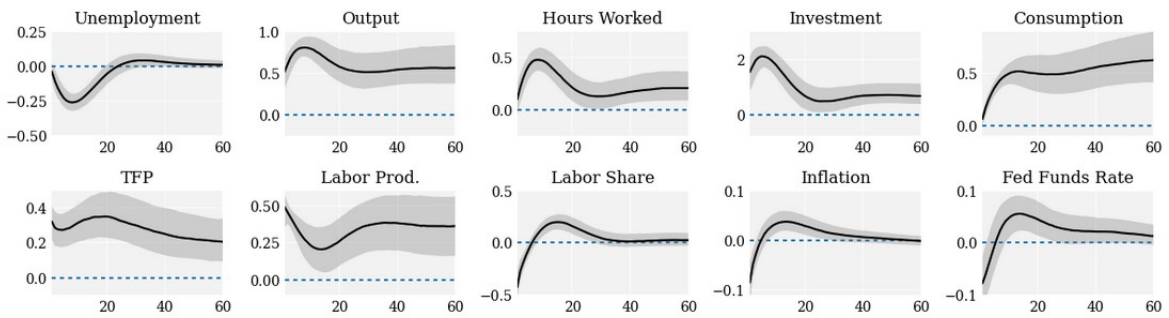 Unemployment Output Hours Worked Investment Consumption
0.25 1.0
0.5 2
0.00 0.5 0.5
−0.25
0.0 0.0 0 0.0
−0.50
20 40 60 20 40 60 20 40 60 20 40 60 20 40 60
TFP Labor Prod. Labor Share Inflation Fed Funds Rate
0.5 0.1 0.1
0.4 0.50
0.2 0.25 0.0 0.0 0.0
0.0 0.00
−0.5 −0.1 −0.1
20 40 60 20 40 60 20 40 60 20 40 60 20 40 60